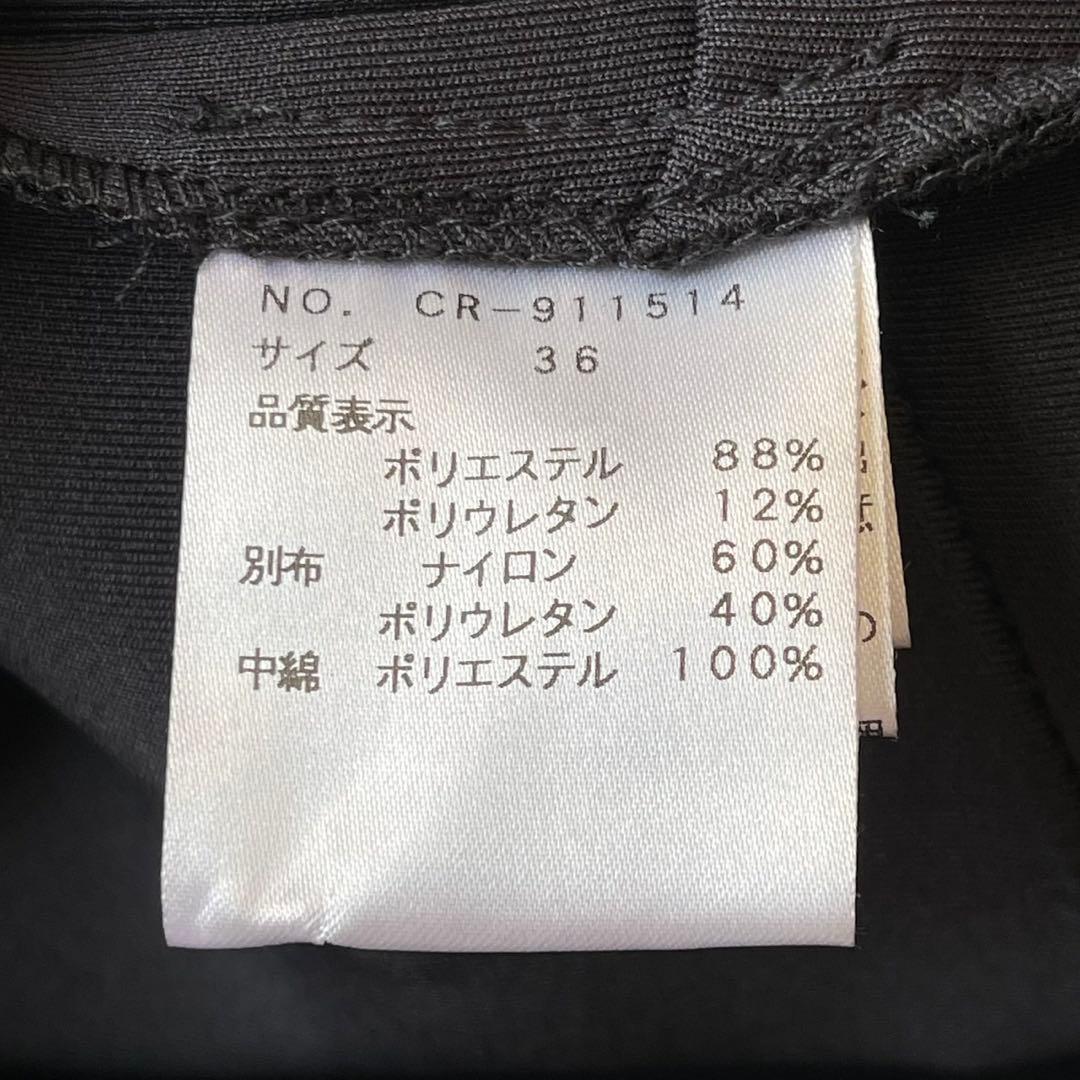 NO. CR-911514
サイズ 36
品質表示
ポリエステル 88%
ポリウレタン 12%
別布 ナイロン 60%
ポリウレタン 40%
中綿 ポリエステル 100%